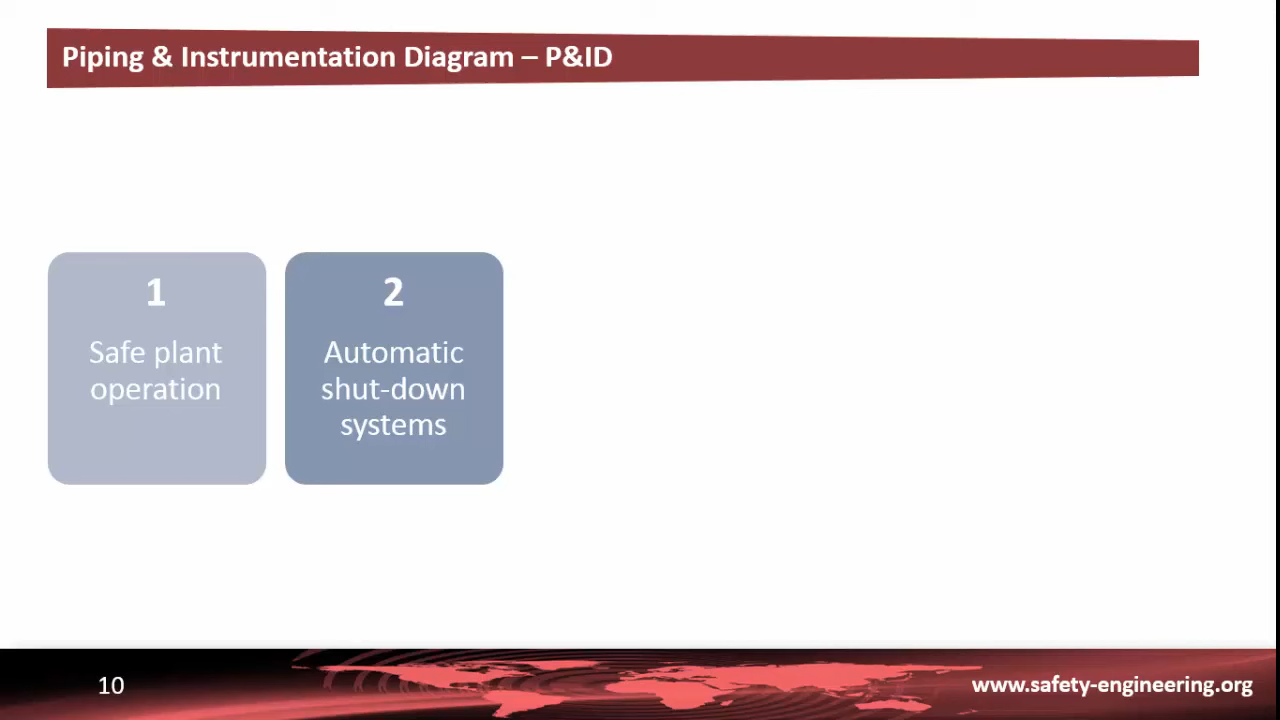 Piping & Instrumentation Diagram – P&ID
1
Safe plant
operation
2
Automatic
shut-down
systems
10
www.safety-engineering.org